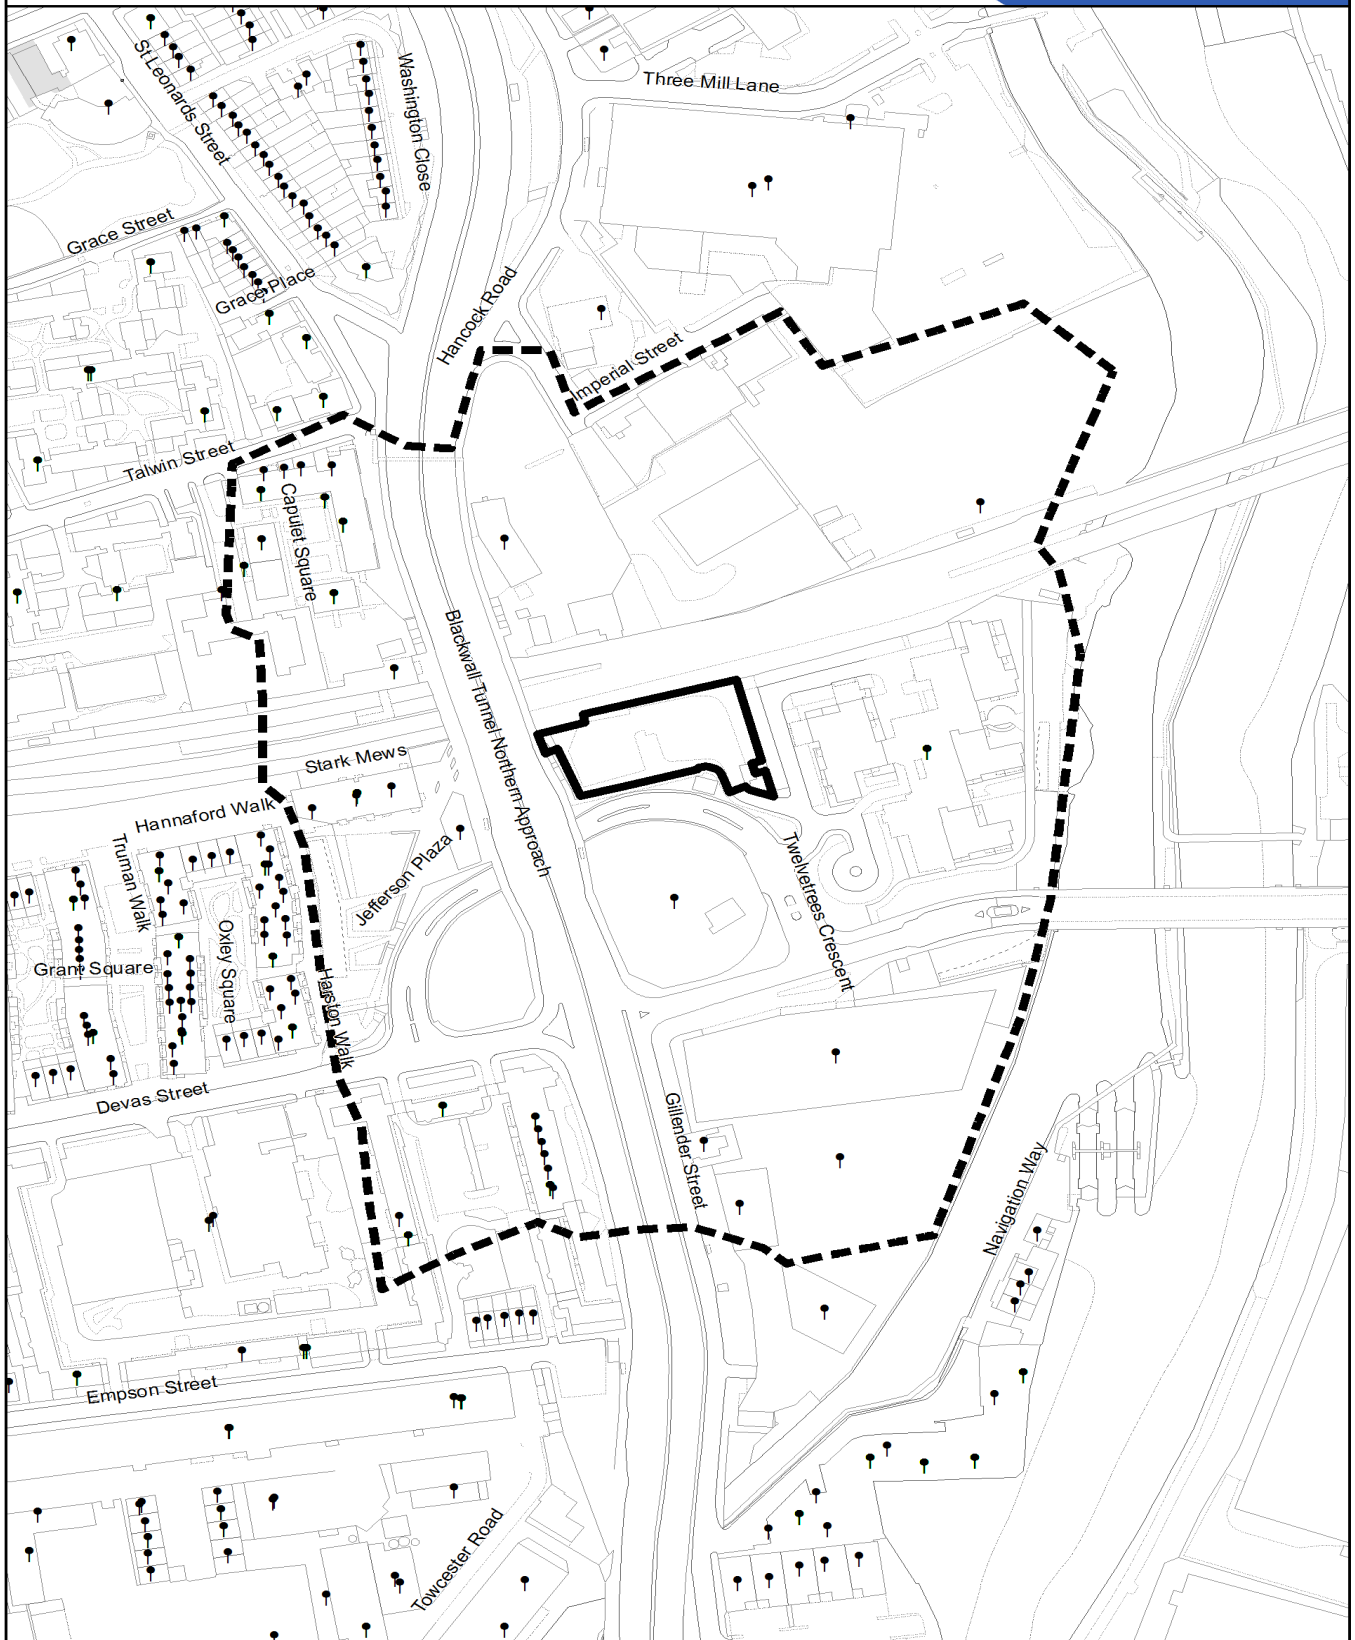 St Leonards Street
Washington Close
Three Mill Lane
Grace Street
Grace Place
Hancock Road
Imperial Street
Talwin Street
Capulet Square
Blackwall Tunnel Northern Approach
Stark Mews
Hannaford Walk
Truman Walk
Jefferson Plaza
Twelvetrees Crescent
Oxley Square
Grant Square
Harston Walk
Devas Street
Gillender Street
Navigation Way
Empson Street
Towcester Road